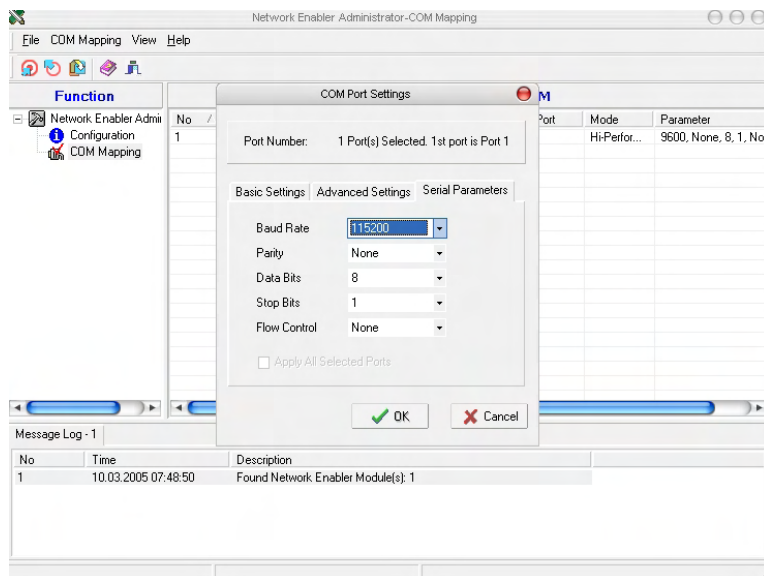 Network Enabler Administrator-COM Mapping
File COM Mapping View Help
Function
Network Enabler Admi
Configuration
COM Mapping
M
No / Port Mode Parameter
1 Hi-Perfor... 9600, None, 8, 1, No
COM Port Settings
Port Number: 1 Port(s) Selected. 1st port is Port 1
Basic Settings Advanced Settings Serial Parameters
Baud Rate 115200
Parity None
Data Bits 8
Stop Bits 1
Flow Control None
Apply All Selected Ports
OK Cancel
Message Log - 1
No Time Description
1 10.03.2005 07:48:50 Found Network Enabler Module(s): 1